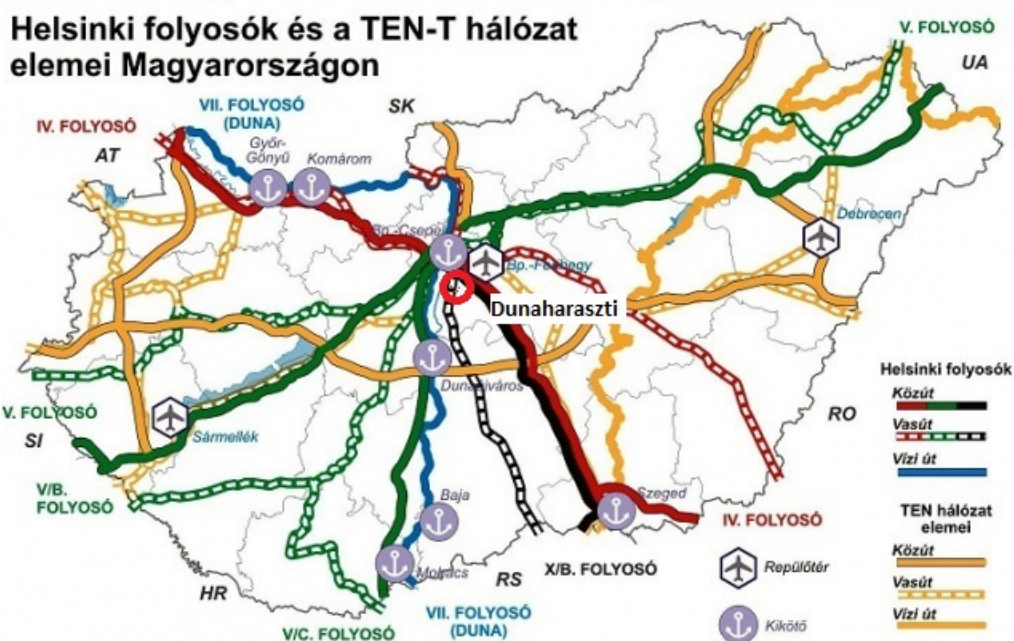 Helsinki folyosók és a TEN-T hálózat
elemei Magyarországon
V. FOLYOSÓ
UA
SK
VII. FOLYOSÓ
(DUNA)
IV. FOLYOSÓ
AT
Győr-
Gönyű
Komárom
Bp.-Csepel
Bp.-Ferihegy
Debrecen
Dunaharaszti
Dunaújváros
Helsinki folyosók
Közút
Vasút
Vízi út
V. FOLYOSÓ
SI
Sármellék
RO
V/B.
FOLYOSÓ
Baja
Szeged
IV. FOLYOSÓ
TEN hálózat
elemei
Közút
Vasút
Vízi út
Mohács
RS
X/B. FOLYOSÓ
Repülőtér
HR
VII. FOLYOSÓ
(DUNA)
V/C. FOLYOSÓ
Kikötő